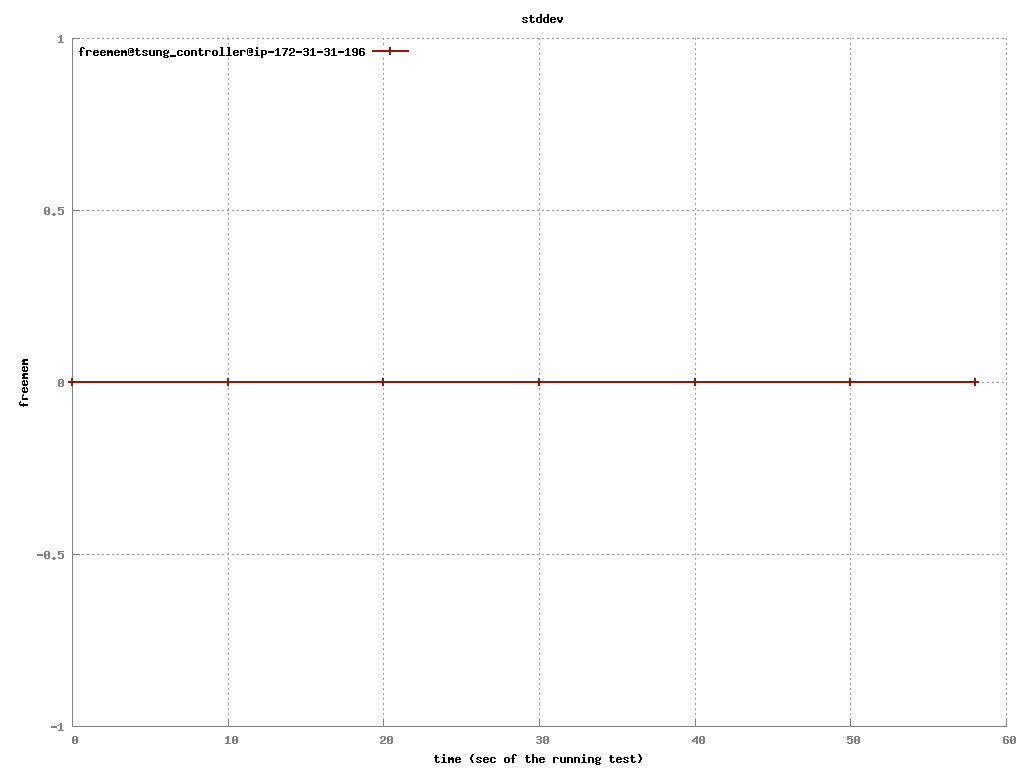 stddev
1
freemem@tsung_controller@ip-172-31-31-196
0.5
freemem
0
-0.5
-1
0 10 20 30 40 50 60
time (sec of the running test)